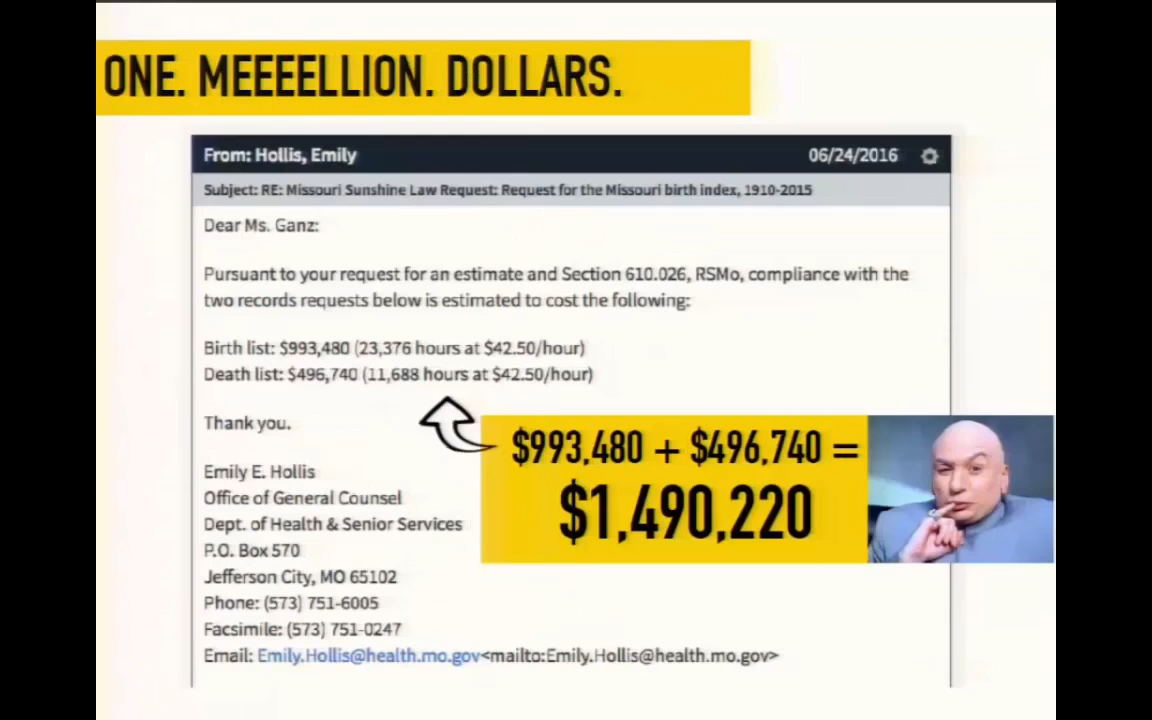 ONE. MEEEELLION. DOLLARS.
From: Hollis, Emily 06/24/2016
Subject: RE: Missouri Sunshine Law Request: Request for the Missouri birth index, 1910-2015
Dear Ms. Ganz:
Pursuant to your request for an estimate and Section 610.026, RSMo, compliance with the
two records requests below is estimated to cost the following:
Birth list: $993,480 (23,376 hours at $42.50/hour)
Death list: $496,740 (11,688 hours at $42.50/hour)
Thank you.
$993,480 + $496,740 =
$1,490,220
Emily E. Hollis
Office of General Counsel
Dept. of Health & Senior Services
P.O. Box 570
Jefferson City, MO 65102
Phone: (573) 751-6005
Facsimile: (573) 751-0247
Email: Emily.Hollis@health.mo.gov<mailto:Emily.Hollis@health.mo.gov>